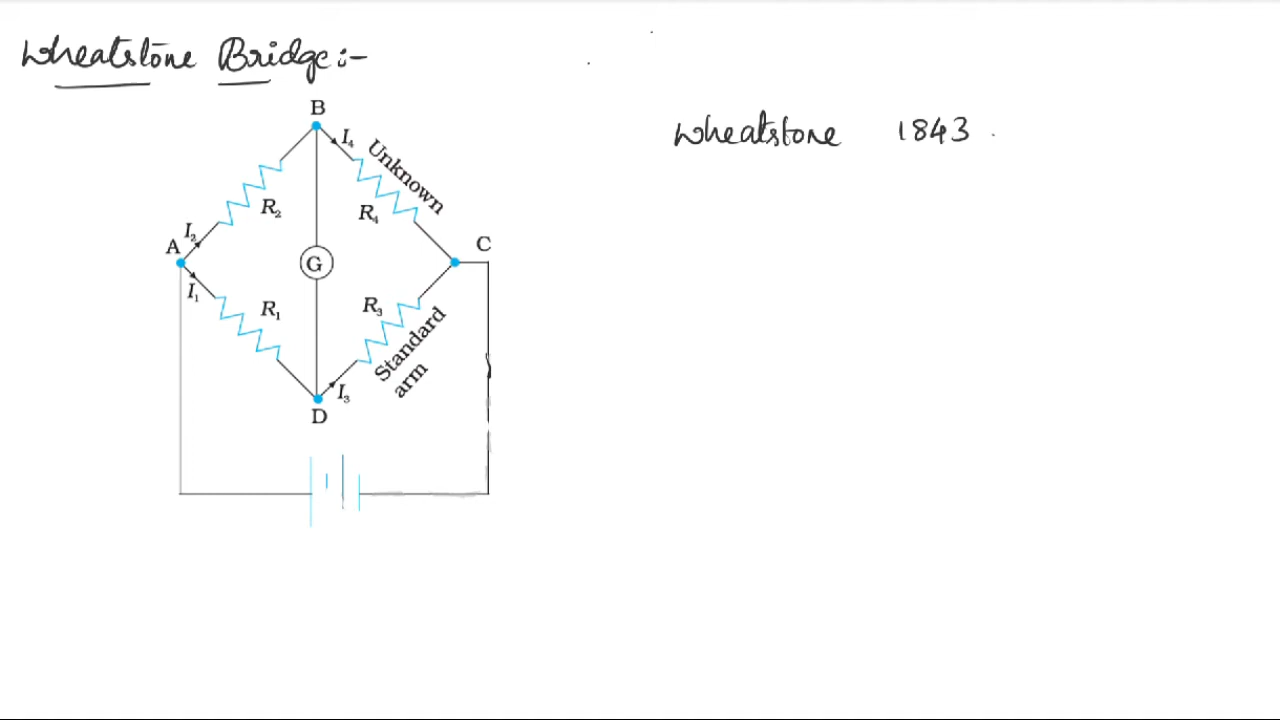 Wheatstone Bridge:-
Wheatstone 1843
B
I₄
Unknown
R₂
R₄
I₂
A
C
G
I₁
R₁
R₃
Standard
arm
I₃
D